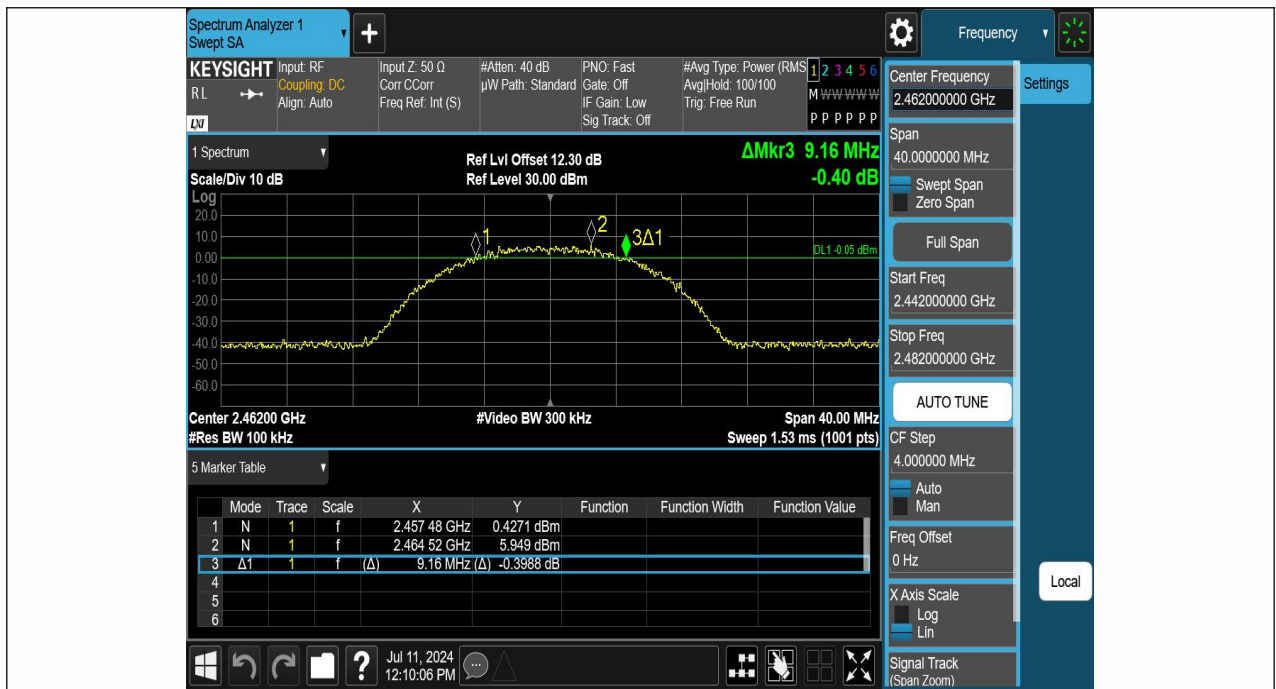 Spectrum Analyzer 1
Swept SA
+
Frequency
KEYSIGHT
RL
LXI
Input: RF
Coupling: DC
Align: Auto
Input Z: 50 Ω
Corr CCorr
Freq Ref: Int (S)
#Atten: 40 dB
µW Path: Standard
PNO: Fast
Gate: Off
IF Gain: Low
Sig Track: Off
#Avg Type: Power (RMS
Avg|Hold: 100/100
Trig: Free Run
1 2 3 4 5 6
M W W W W W
P P P P P P
1 Spectrum
Scale/Div 10 dB
Ref Lvl Offset 12.30 dB
Ref Level 30.00 dBm
ΔMkr3 9.16 MHz
-0.40 dB
Log
20.0
10.0
0.00
-10.0
-20.0
-30.0
-40.0
-50.0
-60.0
1
2
3Δ1
DL1 -0.05 dBm
Center 2.46200 GHz
#Video BW 300 kHz
Span 40.00 MHz
#Res BW 100 kHz
Sweep 1.53 ms (1001 pts)
5 Marker Table
Mode Trace Scale X Y Function Function Width Function Value
1 N 1 f 2.457 48 GHz 0.4271 dBm
2 N 1 f 2.464 52 GHz 5.949 dBm
3 Δ1 1 f (Δ) 9.16 MHz (Δ) -0.3988 dB
4
5
6
?
Jul 11, 2024
12:10:06 PM
Center Frequency
2.462000000 GHz
Settings
Span
40.0000000 MHz
Swept Span
Zero Span
Full Span
Start Freq
2.442000000 GHz
Stop Freq
2.482000000 GHz
AUTO TUNE
CF Step
4.000000 MHz
Auto
Man
Freq Offset
0 Hz
Local
X Axis Scale
Log
Lin
Signal Track
(Span Zoom)